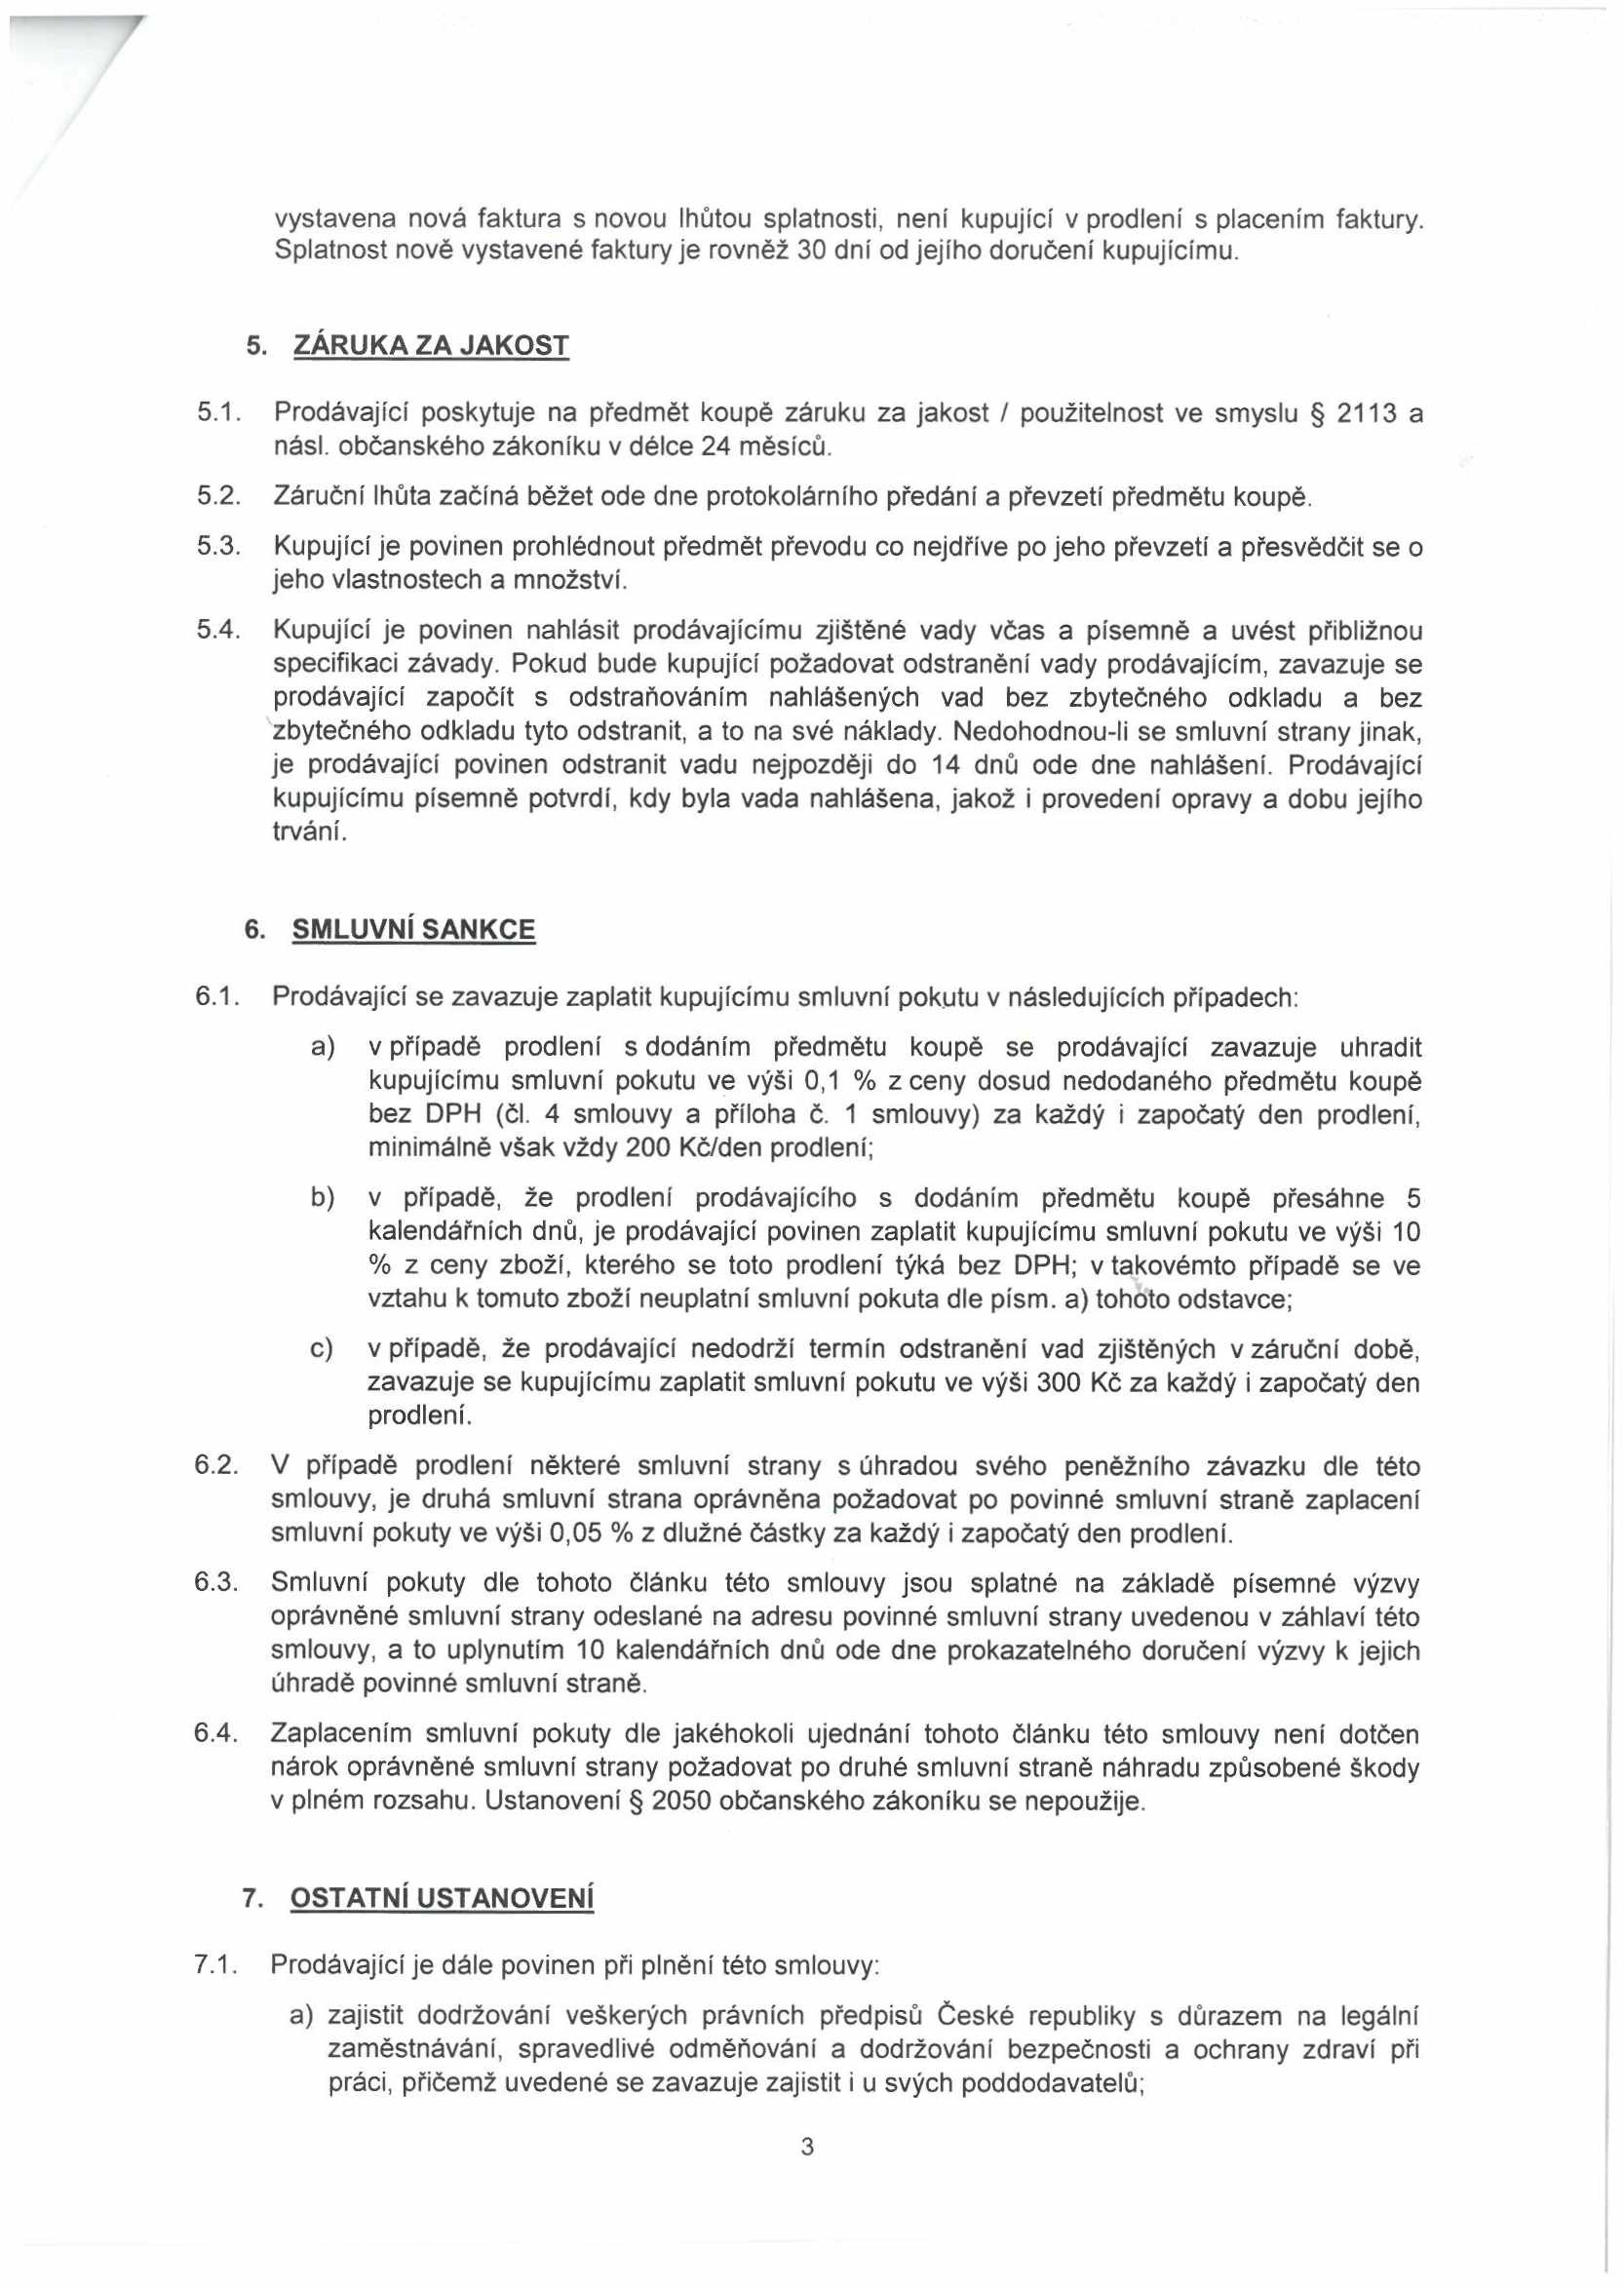 vystavena nová faktura s novou lhůtou splatnosti, není kupující v prodlení s placením faktury.
Splatnost nově vystavené faktury je rovněž 30 dní od jejího doručení kupujícímu.
5. ZÁRUKA ZA JAKOST
5.1. Prodávající poskytuje na předmět koupě záruku za jakost / použitelnost ve smyslu § 2113 a
násl. občanského zákoníku v délce 24 měsíců.
5.2. Záruční lhůta začíná běžet ode dne protokolárního předání a převzetí předmětu koupě.
5.3. Kupující je povinen prohlédnout předmět převodu co nejdříve po jeho převzetí a přesvědčit se o
jeho vlastnostech a množství.
5.4. Kupující je povinen nahlásit prodávajícímu zjištěné vady včas a písemně a uvést přibližnou
specifikaci závady. Pokud bude kupující požadovat odstranění vady prodávajícím, zavazuje se
prodávající započít s odstraňováním nahlášených vad bez zbytečného odkladu a bez
zbytečného odkladu tyto odstranit, a to na své náklady. Nedohodnou-li se smluvní strany jinak,
je prodávající povinen odstranit vadu nejpozději do 14 dnů ode dne nahlášení. Prodávající
kupujícímu písemně potvrdí, kdy byla vada nahlášena, jakož i provedení opravy a dobu jejího
trvání.
6. SMLUVNÍ SANKCE
6.1. Prodávající se zavazuje zaplatit kupujícímu smluvní pokutu v následujících případech:
a) v případě prodlení s dodáním předmětu koupě se prodávající zavazuje uhradit
kupujícímu smluvní pokutu ve výši 0,1 % z ceny dosud nedodaného předmětu koupě
bez DPH (čl. 4 smlouvy a příloha č. 1 smlouvy) za každý i započatý den prodlení,
minimálně však vždy 200 Kč/den prodlení;
b) v případě, že prodlení prodávajícího s dodáním předmětu koupě přesáhne 5
kalendářních dnů, je prodávající povinen zaplatit kupujícímu smluvní pokutu ve výši 10
% z ceny zboží, kterého se toto prodlení týká bez DPH; v takovémto případě se ve
vztahu k tomuto zboží neuplatní smluvní pokuta dle písm. a) tohoto odstavce;
c) v případě, že prodávající nedodrží termín odstranění vad zjištěných v záruční době,
zavazuje se kupujícímu zaplatit smluvní pokutu ve výši 300 Kč za každý i započatý den
prodlení.
6.2. V případě prodlení některé smluvní strany s úhradou svého peněžního závazku dle této
smlouvy, je druhá smluvní strana oprávněna požadovat po povinné smluvní straně zaplacení
smluvní pokuty ve výši 0,05 % z dlužné částky za každý i započatý den prodlení.
6.3. Smluvní pokuty dle tohoto článku této smlouvy jsou splatné na základě písemné výzvy
oprávněné smluvní strany odeslané na adresu povinné smluvní strany uvedenou v záhlaví této
smlouvy, a to uplynutím 10 kalendářních dnů ode dne prokazatelného doručení výzvy k jejich
úhradě povinné smluvní straně.
6.4. Zaplacením smluvní pokuty dle jakéhokoli ujednání tohoto článku této smlouvy není dotčen
nárok oprávněné smluvní strany požadovat po druhé smluvní straně náhradu způsobené škody
v plném rozsahu. Ustanovení § 2050 občanského zákoníku se nepoužije.
7. OSTATNÍ USTANOVENÍ
7.1. Prodávající je dále povinen při plnění této smlouvy:
a) zajistit dodržování veškerých právních předpisů České republiky s důrazem na legální
zaměstnávání, spravedlivé odměňování a dodržování bezpečnosti a ochrany zdraví při
práci, přičemž uvedené se zavazuje zajistit i u svých poddodavatelů;
3